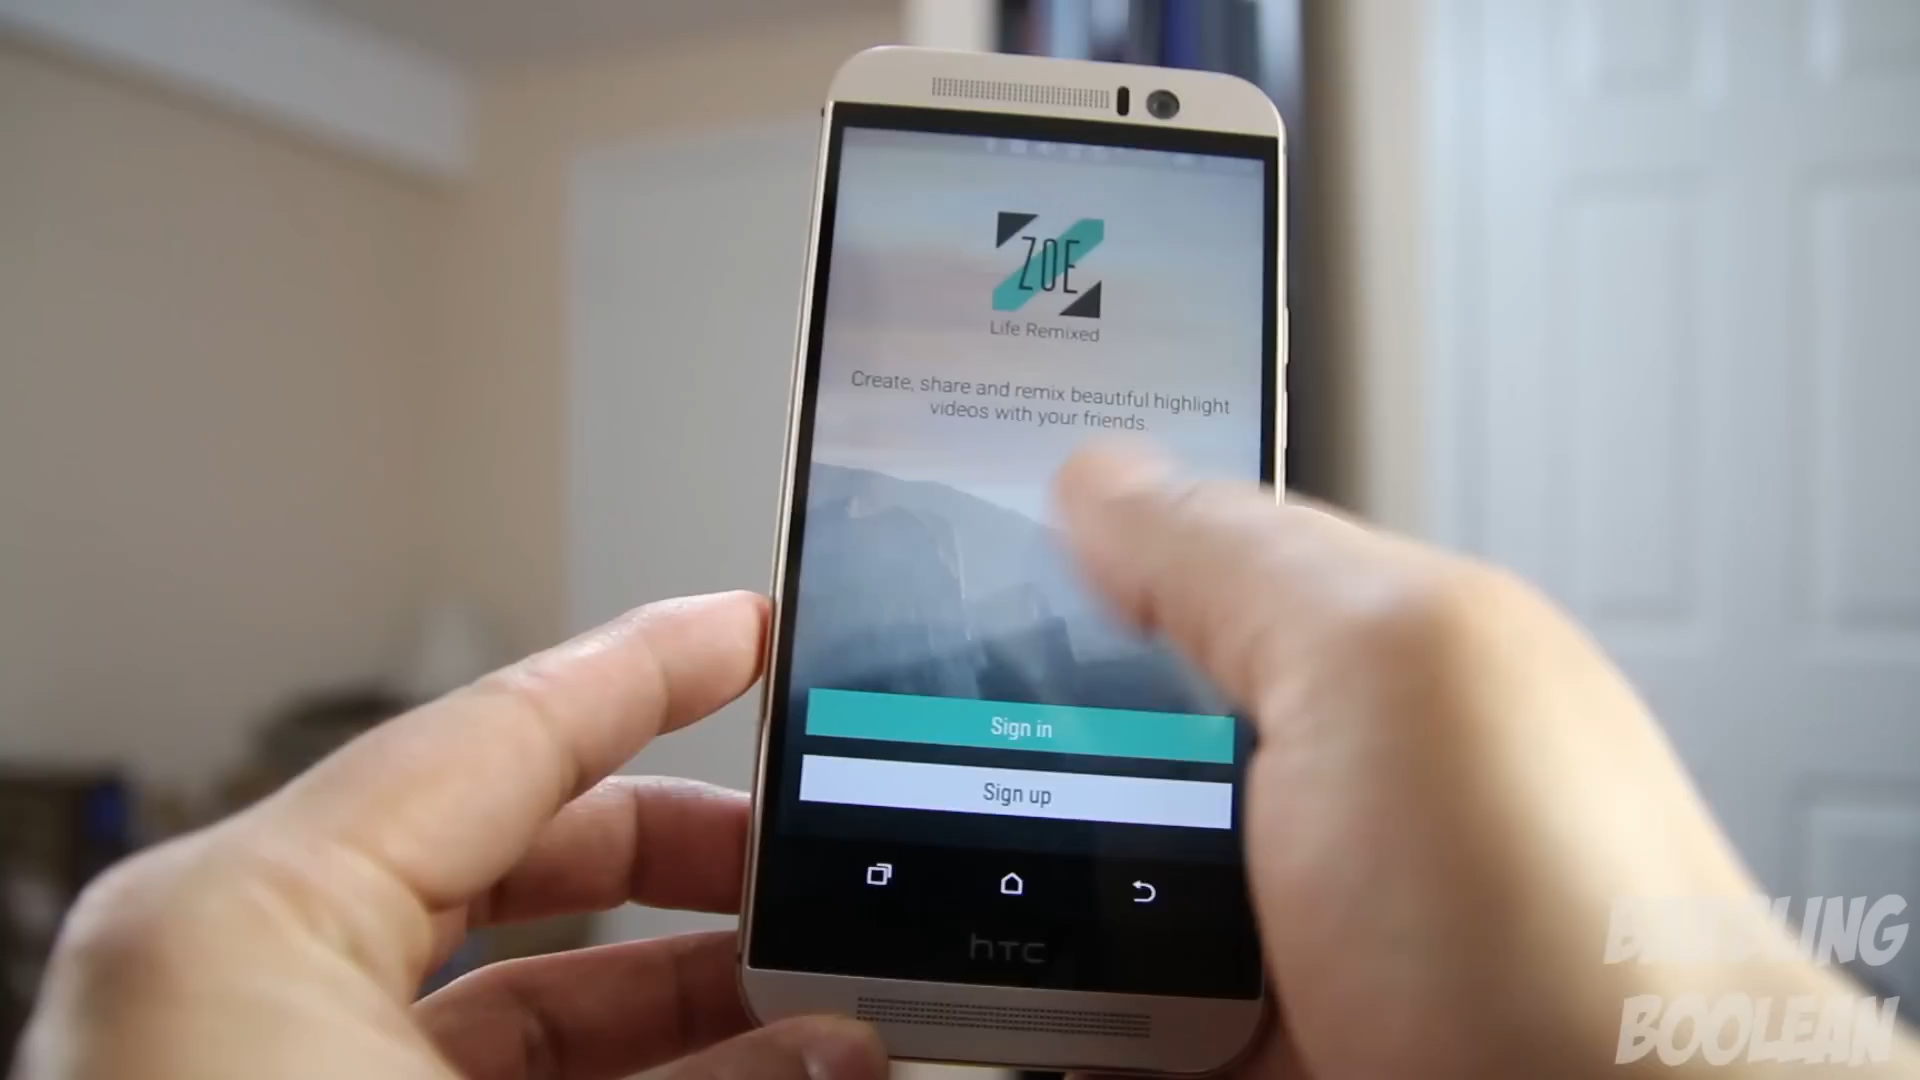 ZOE
Life Remixed
Create, share and remix beautiful highlight
videos with your friends.
Sign in
Sign up
hTC
BOOLEAN